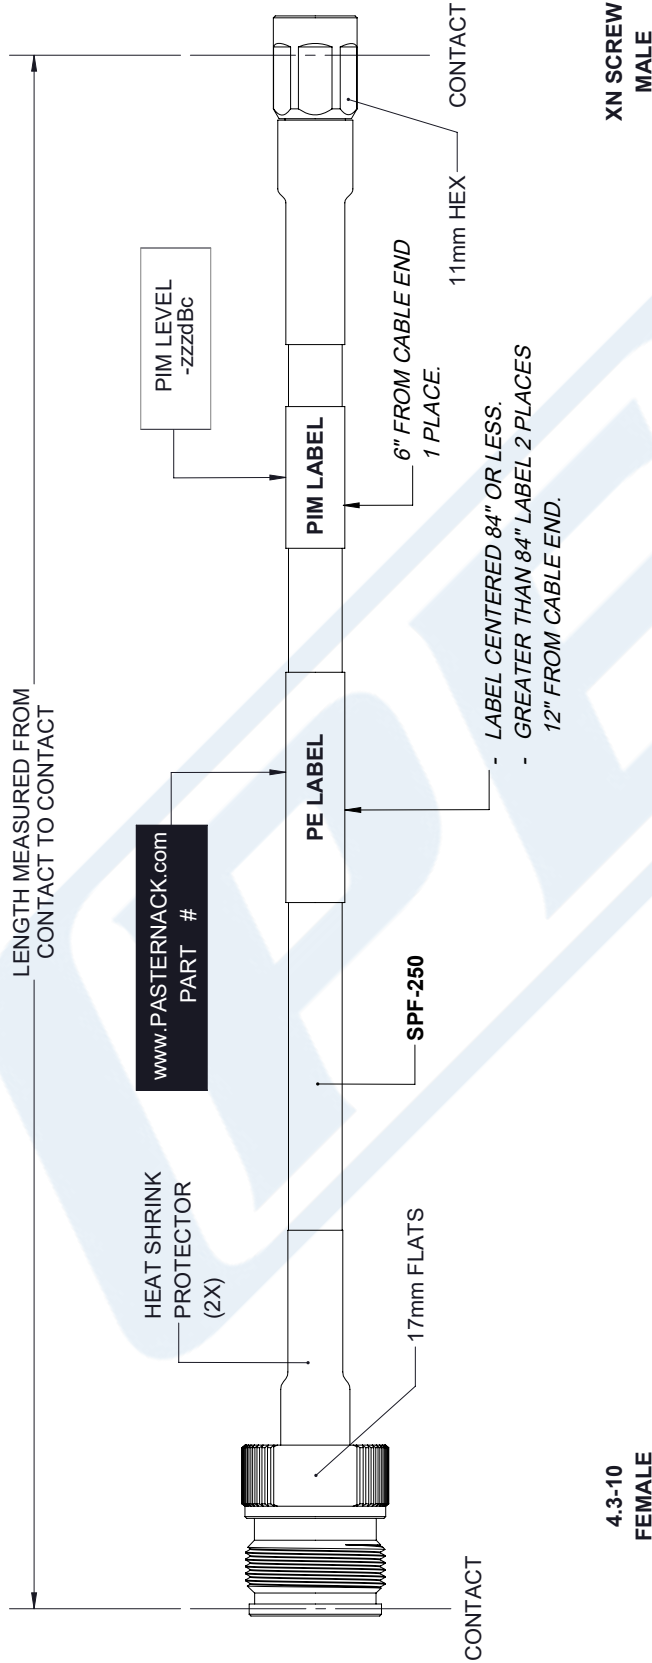 LENGTH MEASURED FROM
CONTACT TO CONTACT
www.PASTERNACK.com
PART #
PIM LEVEL
-zzzdBc
HEAT SHRINK
PROTECTOR
(2X)
PE LABEL
PIM LABEL
17mm FLATS
SPF-250
6" FROM CABLE END
1 PLACE.
11mm HEX
CONTACT
CONTACT
- LABEL CENTERED 84" OR LESS.
- GREATER THAN 84" LABEL 2 PLACES
12" FROM CABLE END.
4.3-10
FEMALE
XN SCREW
MALE